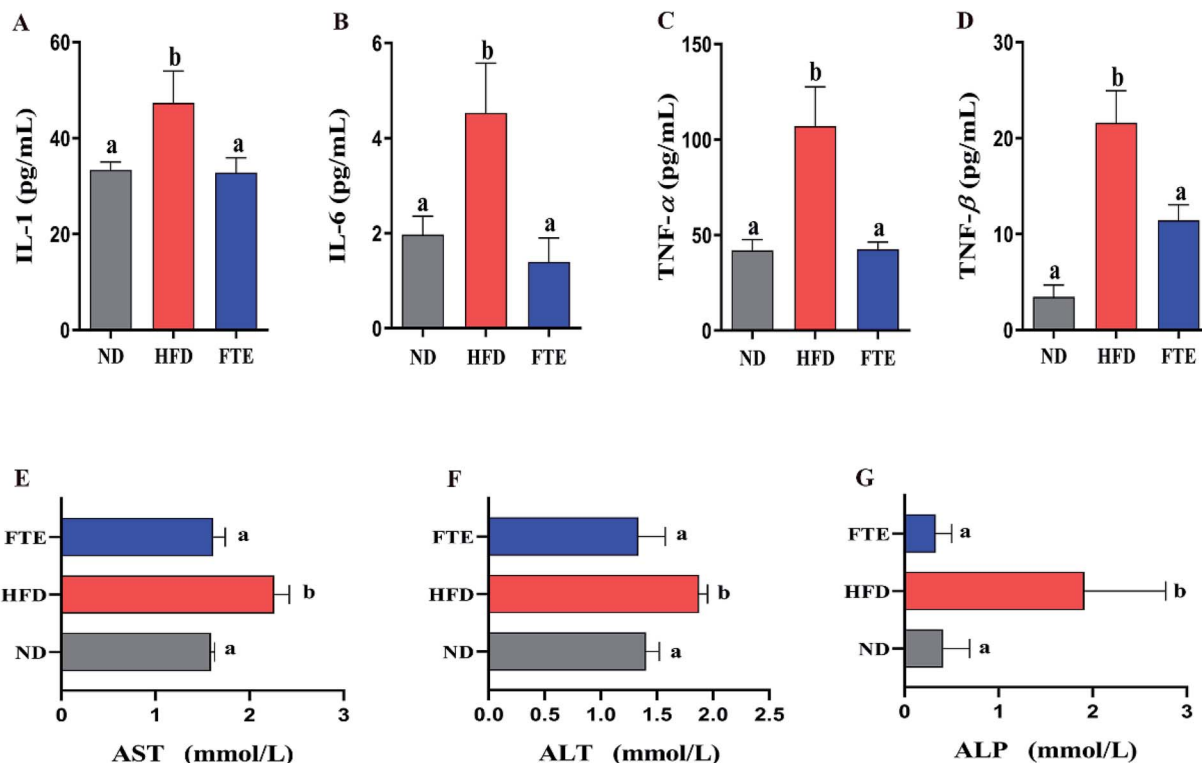 A
IL-1 (pg/mL)
60
40
20
0
a
b
a
ND HFD FTE
B
IL-6 (pg/mL)
6
4
2
0
a
b
a
ND HFD FTE
C
TNF-α (pg/mL)
150
100
50
0
a
b
a
ND HFD FTE
D
TNF-β (pg/mL)
30
20
10
0
a
b
a
ND HFD FTE
E
FTE
a
HFD
b
ND
a
0 1 2 3
AST (mmol/L)
F
FTE
a
HFD
b
ND
a
0.0 0.5 1.0 1.5 2.0 2.5
ALT (mmol/L)
G
FTE
a
HFD
b
ND
a
0 1 2 3
ALP (mmol/L)